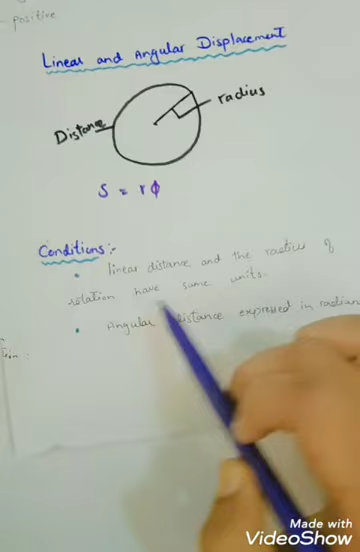 - positive
Linear and Angular Displacement
radius
Distance
S = rϕ
Conditions:-
• linear distance and the radius of
rotation have same units.
• Angular distance expressed in radian
Made with
VideoShow